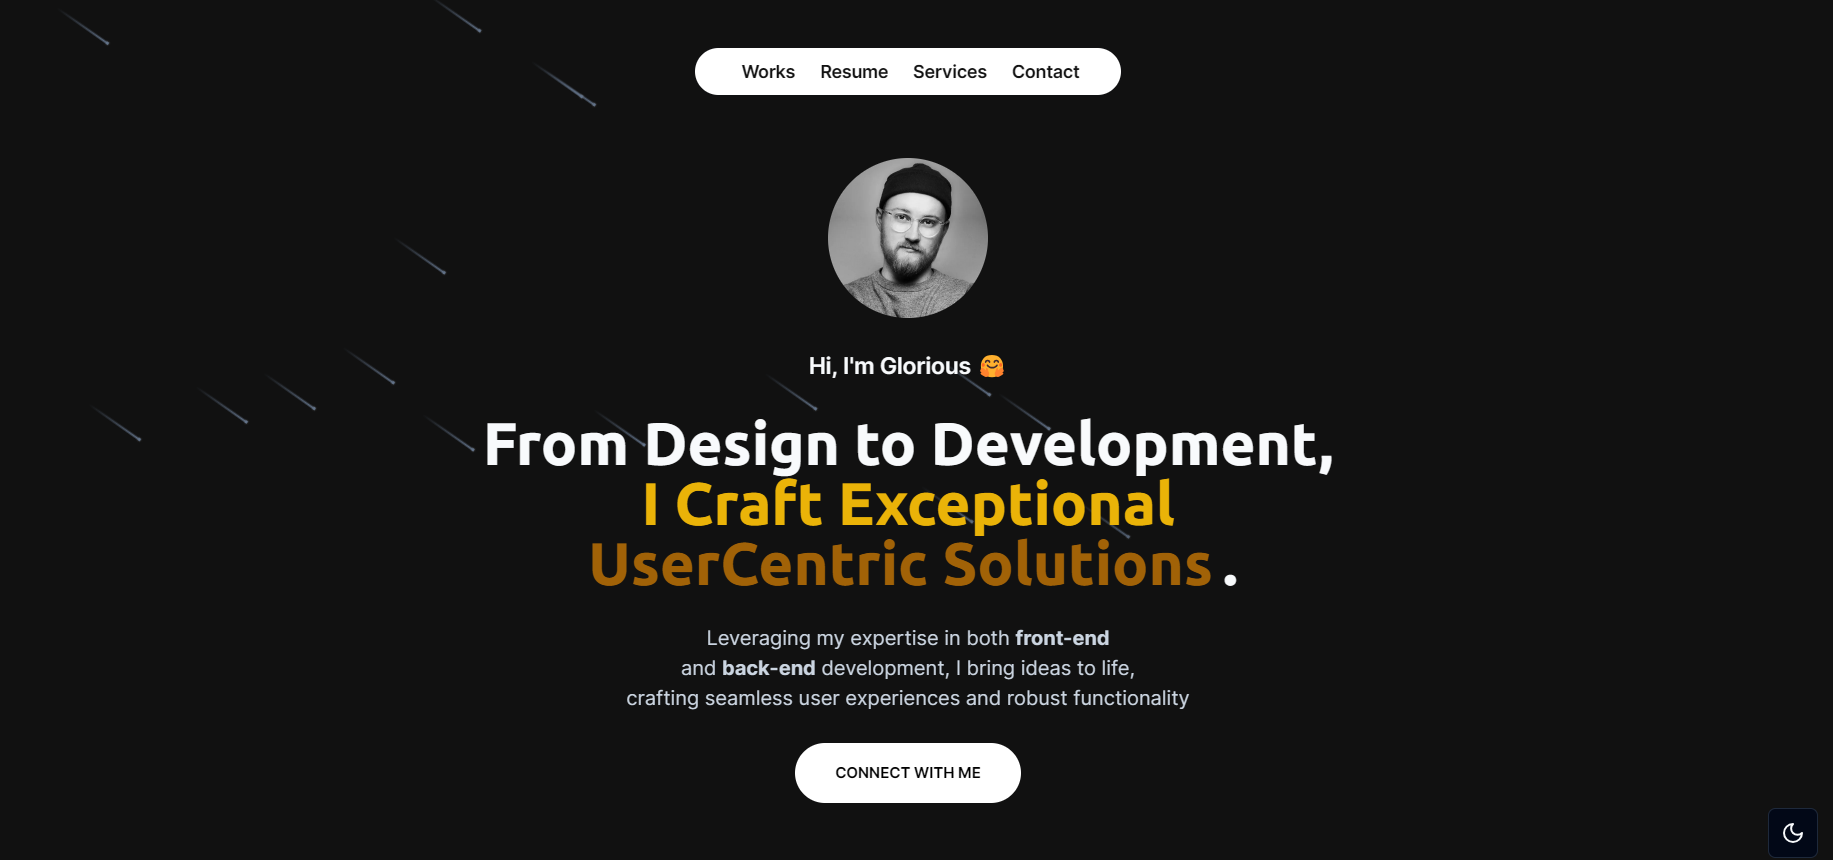 Works Resume Services Contact
Hi, I'm Glorious 🤗
From Design to Development,
I Craft Exceptional
UserCentric Solutions .
Leveraging my expertise in both front-end
and back-end development, I bring ideas to life,
crafting seamless user experiences and robust functionality
CONNECT WITH ME